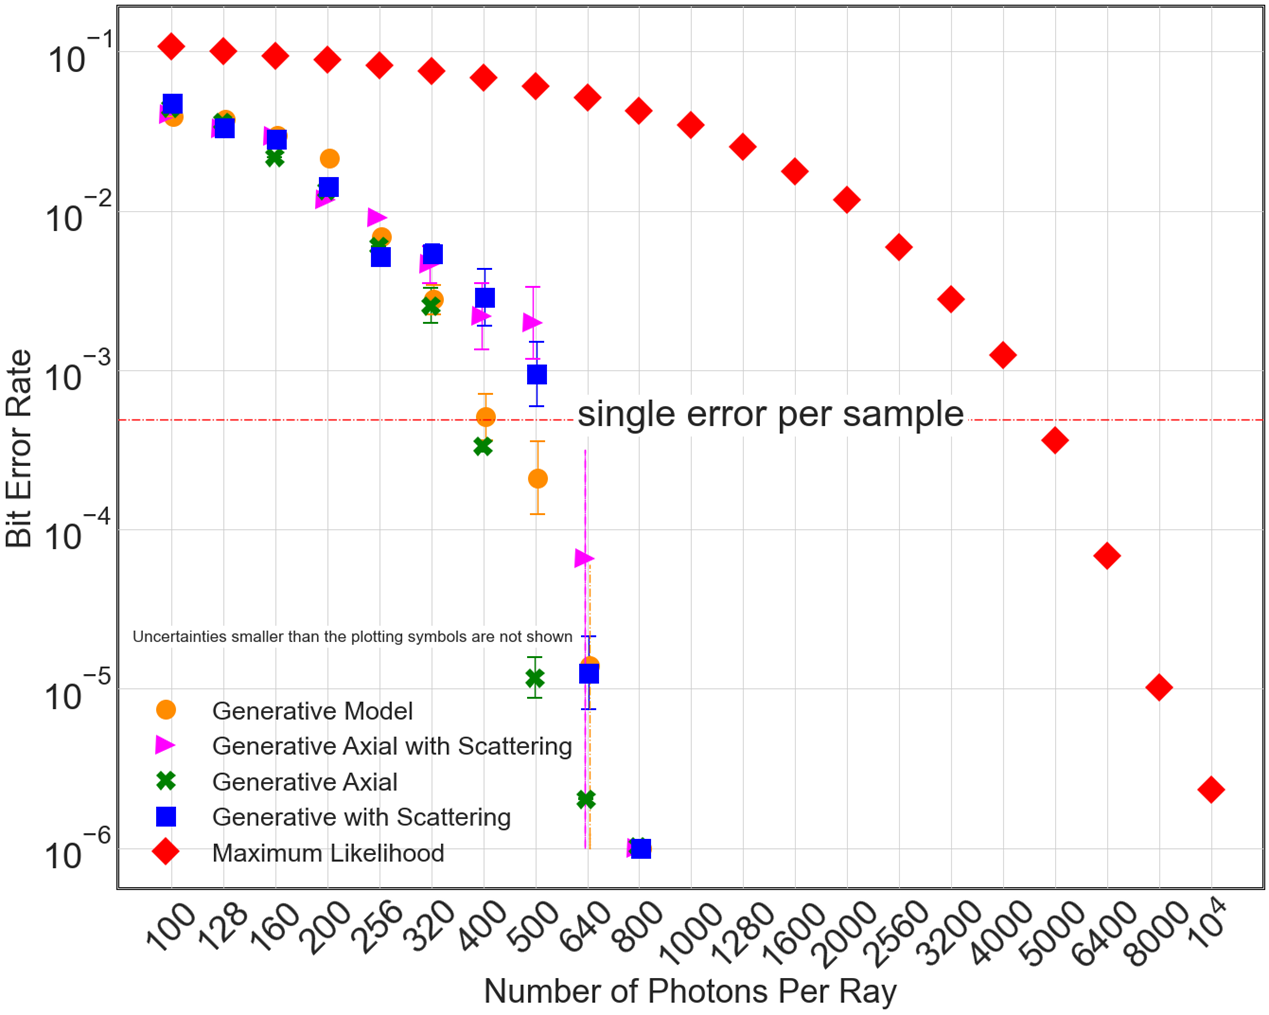 10⁻¹
10⁻²
10⁻³
10⁻⁴
10⁻⁵
10⁻⁶
Bit Error Rate
single error per sample
Uncertainties smaller than the plotting symbols are not shown
Generative Model
Generative Axial with Scattering
Generative Axial
Generative with Scattering
Maximum Likelihood
100 128 160 200 256 320 400 500 640 800 1000 1280 1600 2000 2560 3200 4000 5000 6400 8000 10⁴
Number of Photons Per Ray